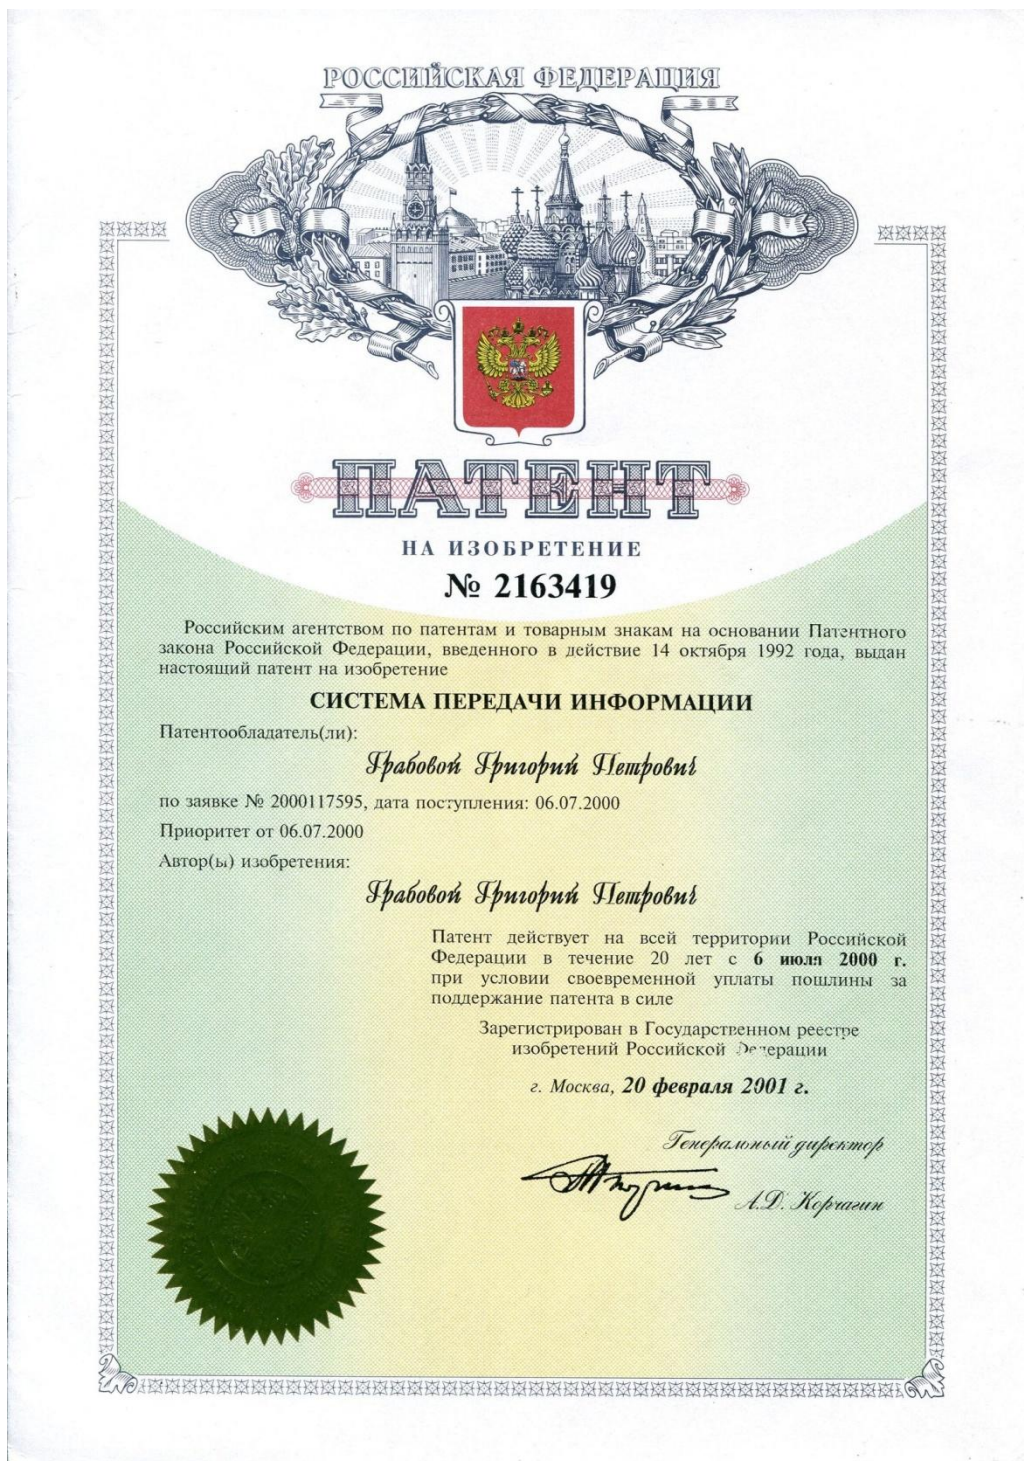 РОССИЙСКАЯ ФЕДЕРАЦИЯ
ПАТЕНТ
НА ИЗОБРЕТЕНИЕ
№ 2163419
Российским агентством по патентам и товарным знакам на основании Патентного
закона Российской Федерации, введенного в действие 14 октября 1992 года, выдан
настоящий патент на изобретение
СИСТЕМА ПЕРЕДАЧИ ИНФОРМАЦИИ
Патентообладатель(ли):
Грабовой Григорий Петрович
по заявке № 2000117595, дата поступления: 06.07.2000
Приоритет от 06.07.2000
Автор(ы) изобретения:
Грабовой Григорий Петрович
Патент действует на всей территории Российской
Федерации в течение 20 лет с 6 июля 2000 г.
при условии своевременной уплаты пошлины за
поддержание патента в силе
Зарегистрирован в Государственном реестре
изобретений Российской Федерации
г. Москва, 20 февраля 2001 г.
Генеральный директор
А.Д. Корчагин